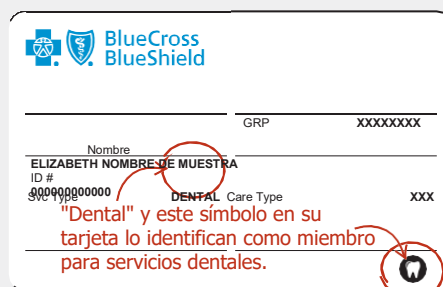 BlueCross
BlueShield
GRP XXXXXXXX
Nombre
ELIZABETH NOMBRE DE MUESTRA
ID #
000000000000
Svc Type DENTAL Care Type XXX
"Dental" y este símbolo en su
tarjeta lo identifican como miembro
para servicios dentales.